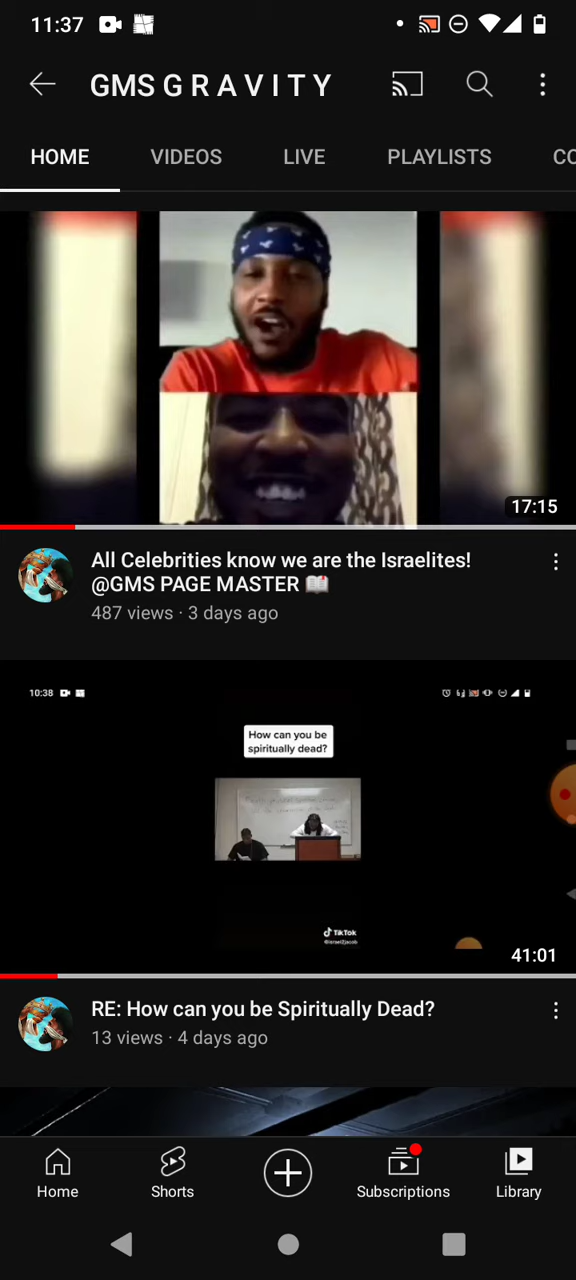 11:37
GMS G R A V I T Y
HOME VIDEOS LIVE PLAYLISTS CO
17:15
All Celebrities know we are the Israelites!
@GMS PAGE MASTER 📖
487 views · 3 days ago
10:38
How can you be
spiritually dead?
TikTok
@israel2jacob
41:01
RE: How can you be Spiritually Dead?
13 views · 4 days ago
Home Shorts Subscriptions Library